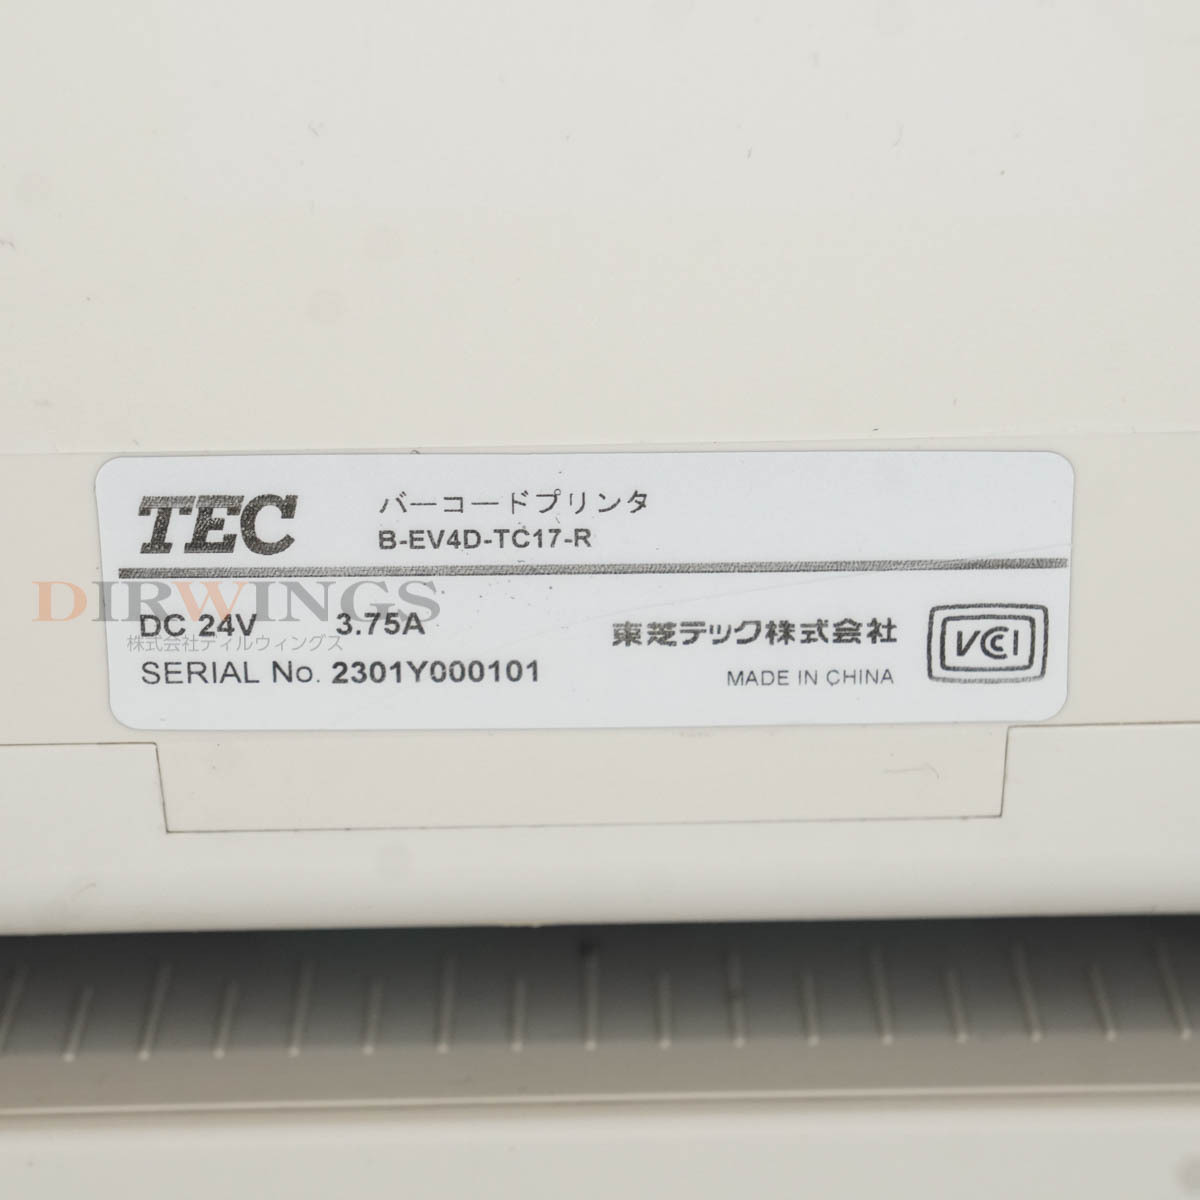 TEC
バーコードプリンタ
B-EV4D-TC17-R
DIRWINGS
DC 24V 3.75A
株式会社ディルウィングス
SERIAL No. 2301Y000101
東芝テック株式会社
MADE IN CHINA
VCCI